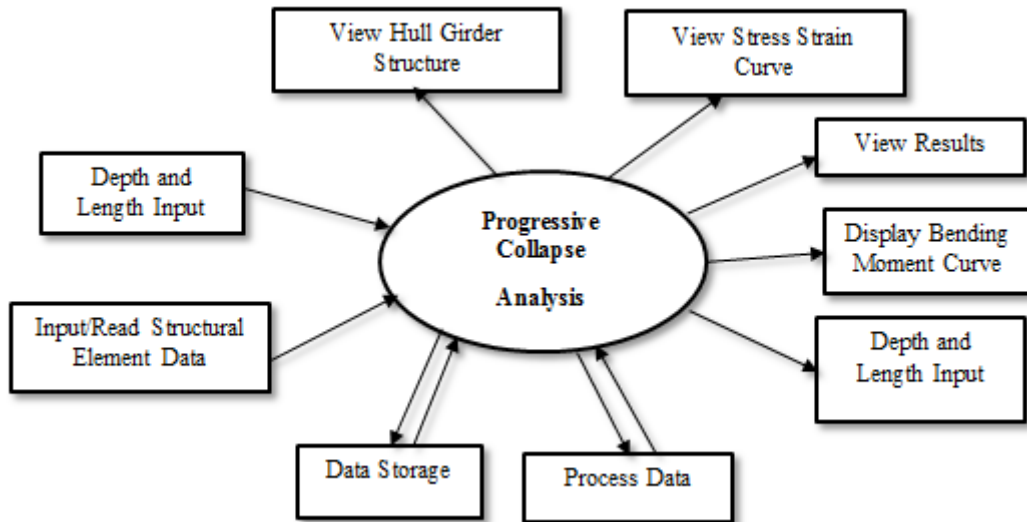 View Hull Girder
Structure
View Stress Strain
Curve
View Results
Depth and
Length Input
Progressive
Collapse
Analysis
Display Bending
Moment Curve
Input/Read Structural
Element Data
Depth and
Length Input
Data Storage
Process Data